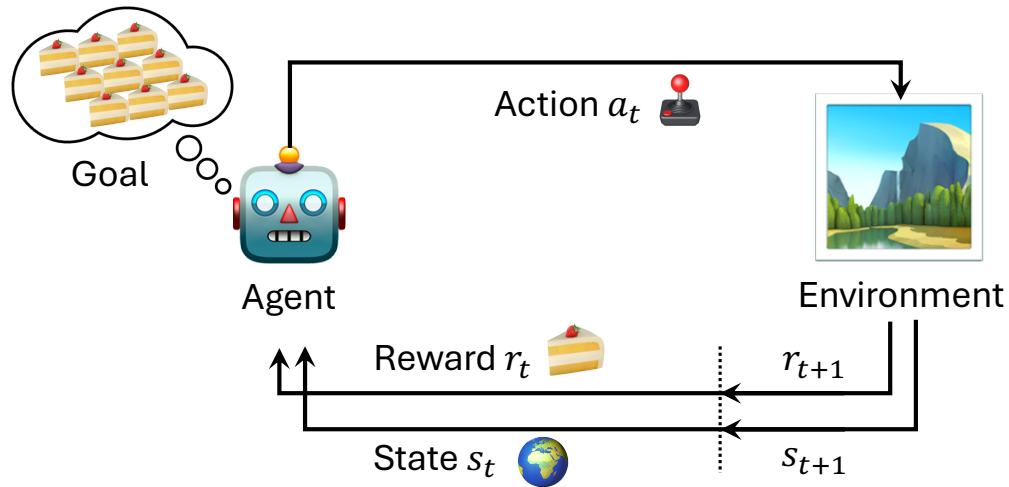 Goal
Action a_t
Agent
Environment
Reward r_t
r_{t+1}
State s_t
s_{t+1}